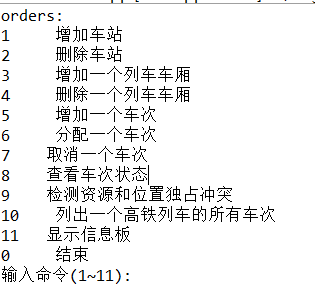 orders:
1 增加车站
2 删除车站
3 增加一个列车车厢
4 删除一个列车车厢
5 增加一个车次
6 分配一个车次
7 取消一个车次
8 查看车次状态
9 检测资源和位置独占冲突
10 列出一个高铁列车的所有车次
11 显示信息板
0 结束
输入命令(1~11):